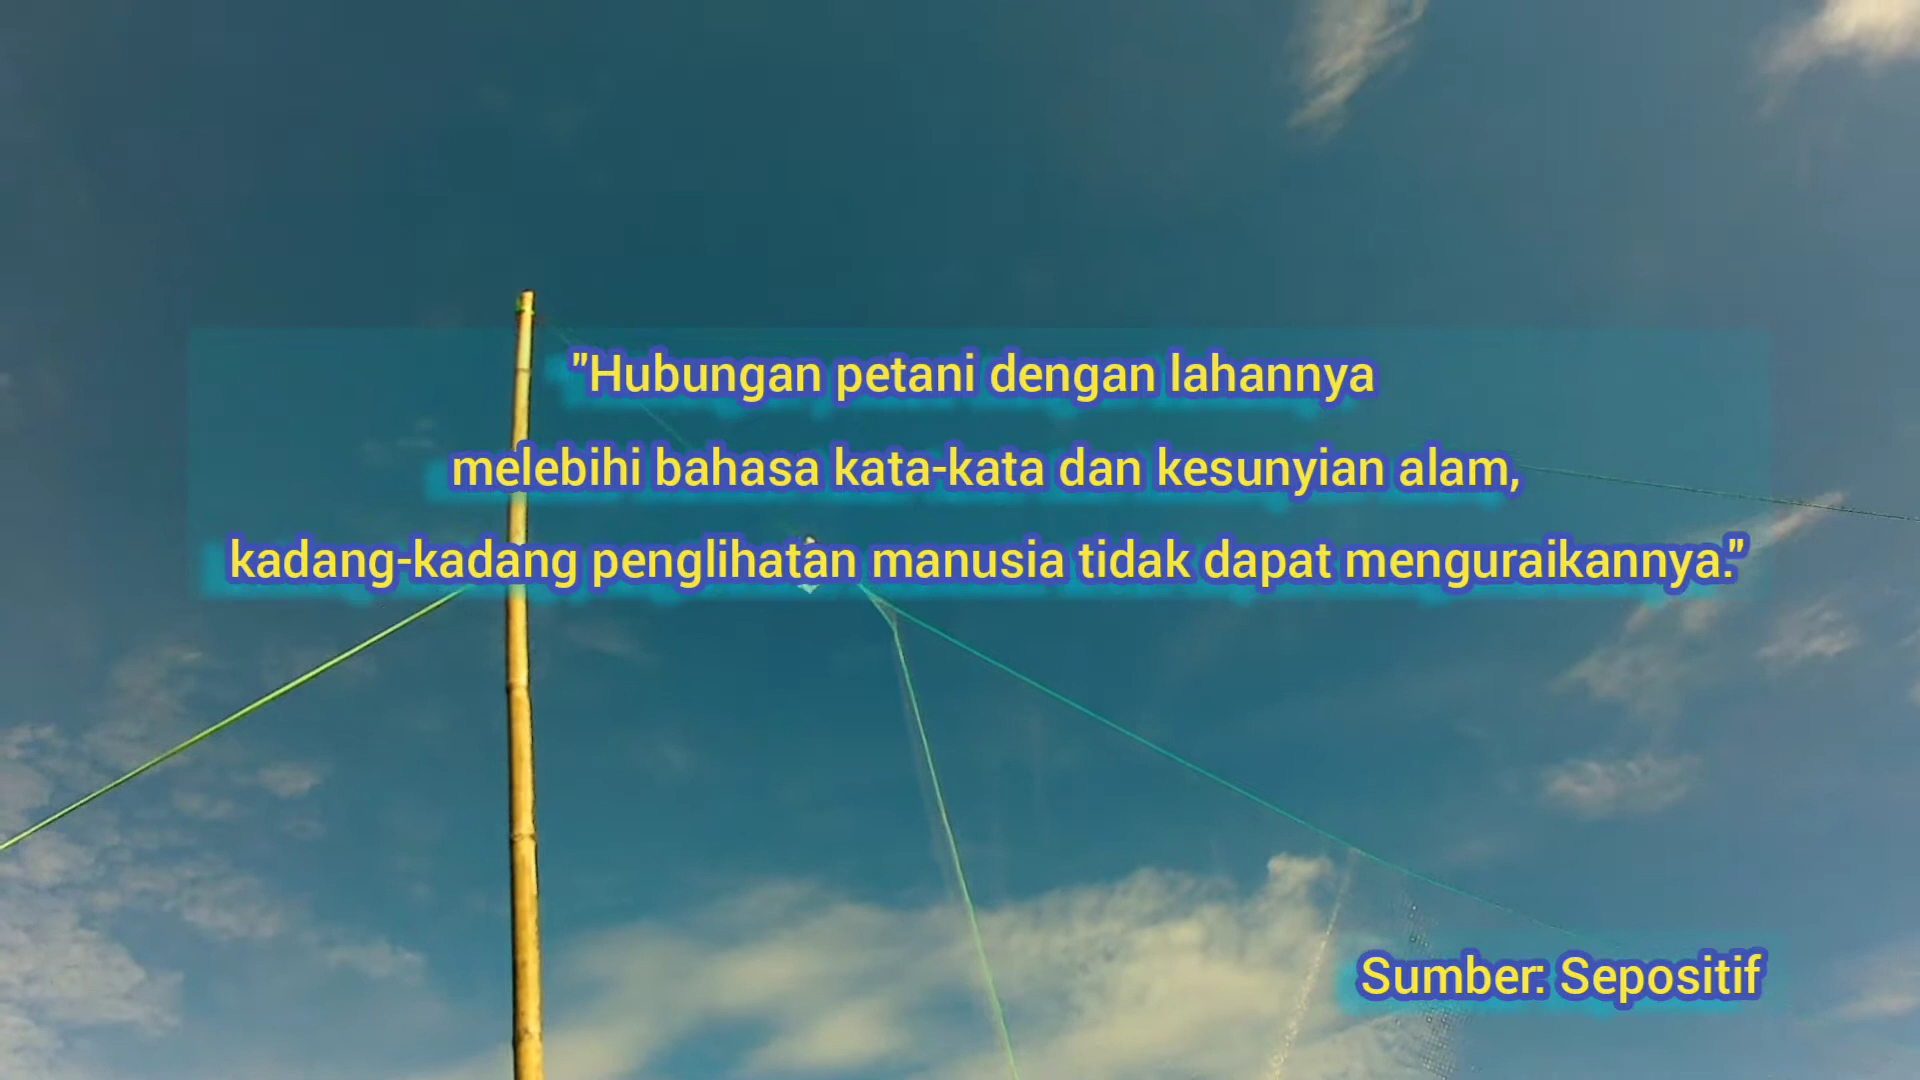 "Hubungan petani dengan lahannya
melebihi bahasa kata-kata dan kesunyian alam,
kadang-kadang penglihatan manusia tidak dapat menguraikannya."
Sumber: Sepositif